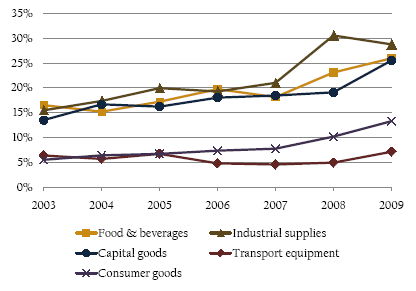 35%
30%
25%
20%
15%
10%
5%
0%
2003 2004 2005 2006 2007 2008 2009
Food & beverages Industrial supplies
Capital goods Transport equipment
Consumer goods